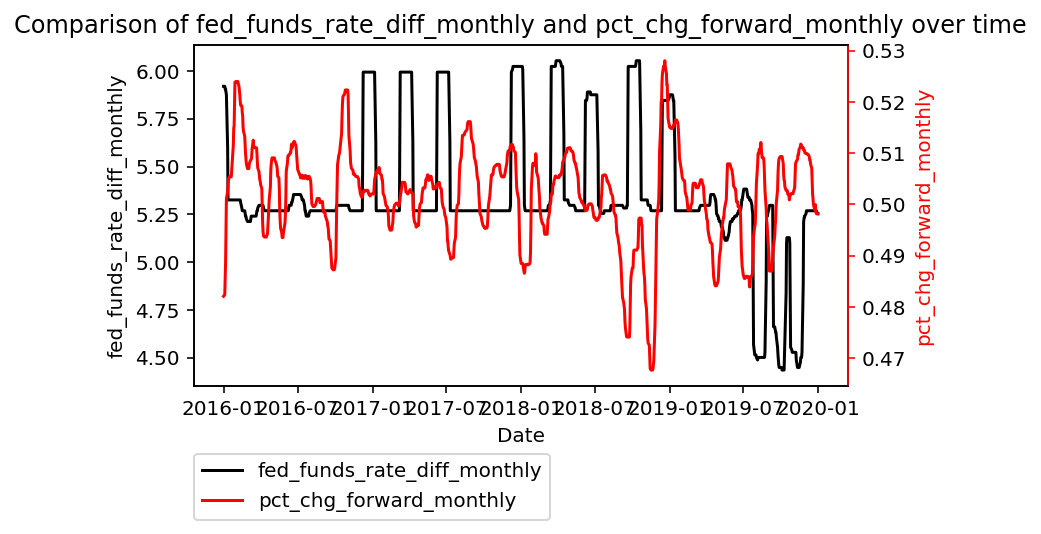 Comparison of fed_funds_rate_diff_monthly and pct_chg_forward_monthly over time
fed_funds_rate_diff_monthly
6.00
5.75
5.50
5.25
5.00
4.75
4.50
0.53
0.52
0.51
0.50
0.49
0.48
0.47
pct_chg_forward_monthly
2016-01 2016-07 2017-01 2017-07 2018-01 2018-07 2019-01 2019-07 2020-01
Date
fed_funds_rate_diff_monthly
pct_chg_forward_monthly